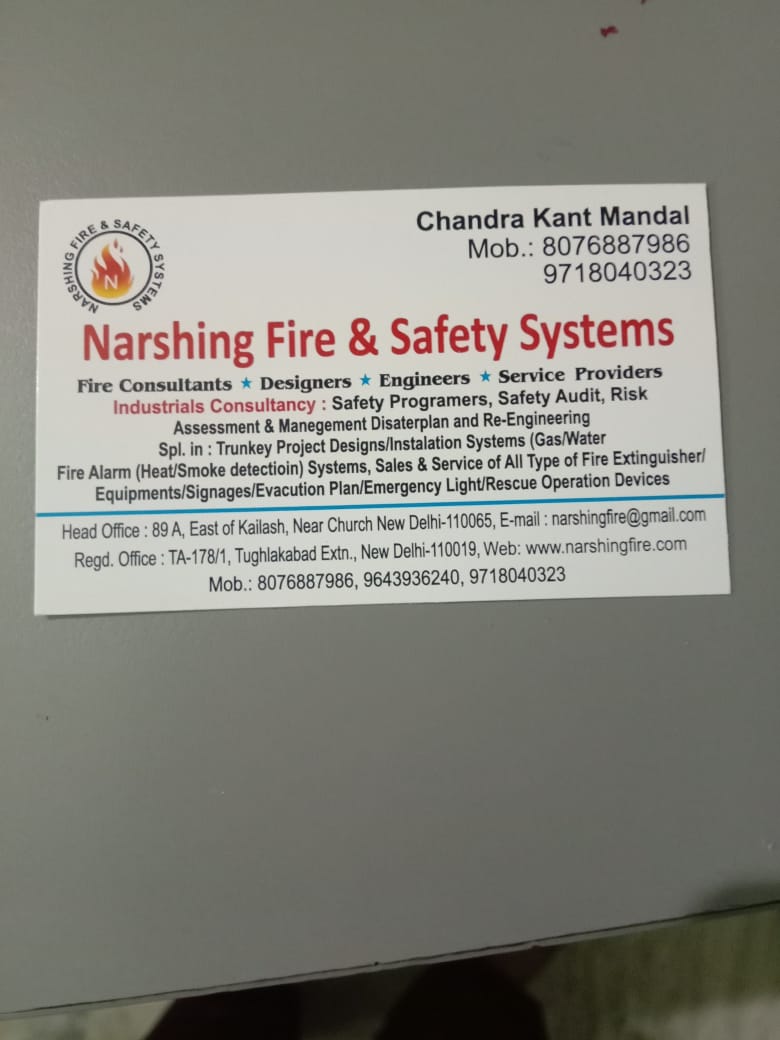 NARSHING FIRE & SAFETY SYSTEMS
N
Chandra Kant Mandal
Mob.: 8076887986
9718040323
Narshing Fire & Safety Systems
Fire Consultants ★ Designers ★ Engineers ★ Service Providers
Industrials Consultancy : Safety Programers, Safety Audit, Risk
Assessment & Manegement Disaterplan and Re-Engineering
Spl. in : Trunkey Project Designs/Instalation Systems (Gas/Water
Fire Alarm (Heat/Smoke detectioin) Systems, Sales & Service of All Type of Fire Extinguisher/
Equipments/Signages/Evacution Plan/Emergency Light/Rescue Operation Devices
Head Office : 89 A, East of Kailash, Near Church New Delhi-110065, E-mail : narshingfire@gmail.com
Regd. Office : TA-178/1, Tughlakabad Extn., New Delhi-110019, Web: www.narshingfire.com
Mob.: 8076887986, 9643936240, 9718040323